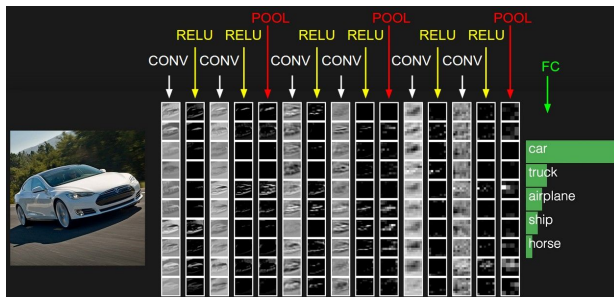 POOL POOL POOL
RELU RELU RELU RELU RELU RELU
CONV CONV CONV CONV CONV CONV
FC
car
truck
airplane
ship
horse